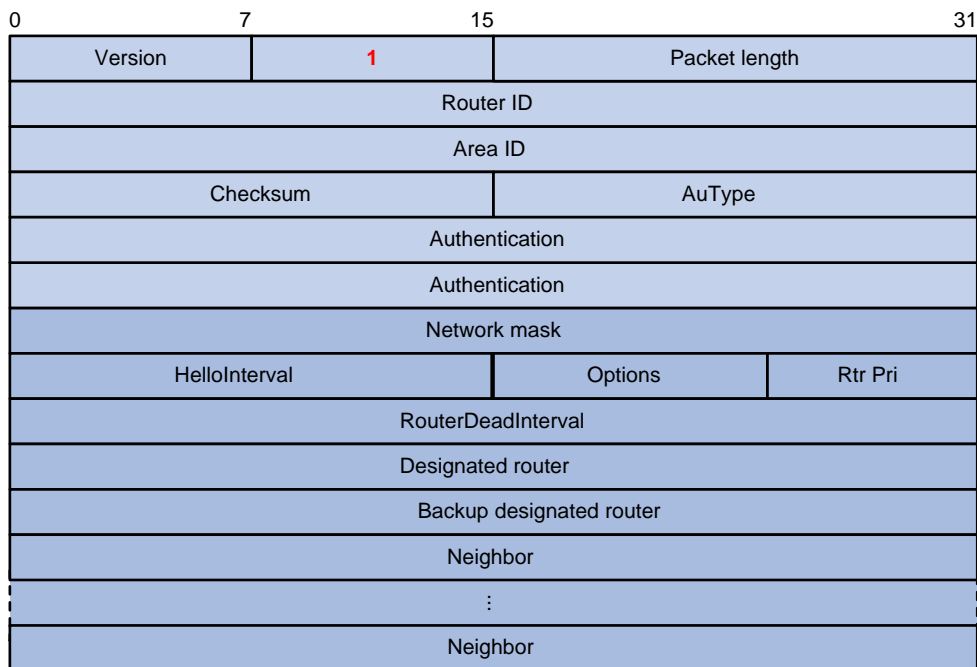 0 7 15 31
Version 1 Packet length
Router ID
Area ID
Checksum AuType
Authentication
Authentication
Network mask
HelloInterval Options Rtr Pri
RouterDeadInterval
Designated router
Backup designated router
Neighbor
...
Neighbor